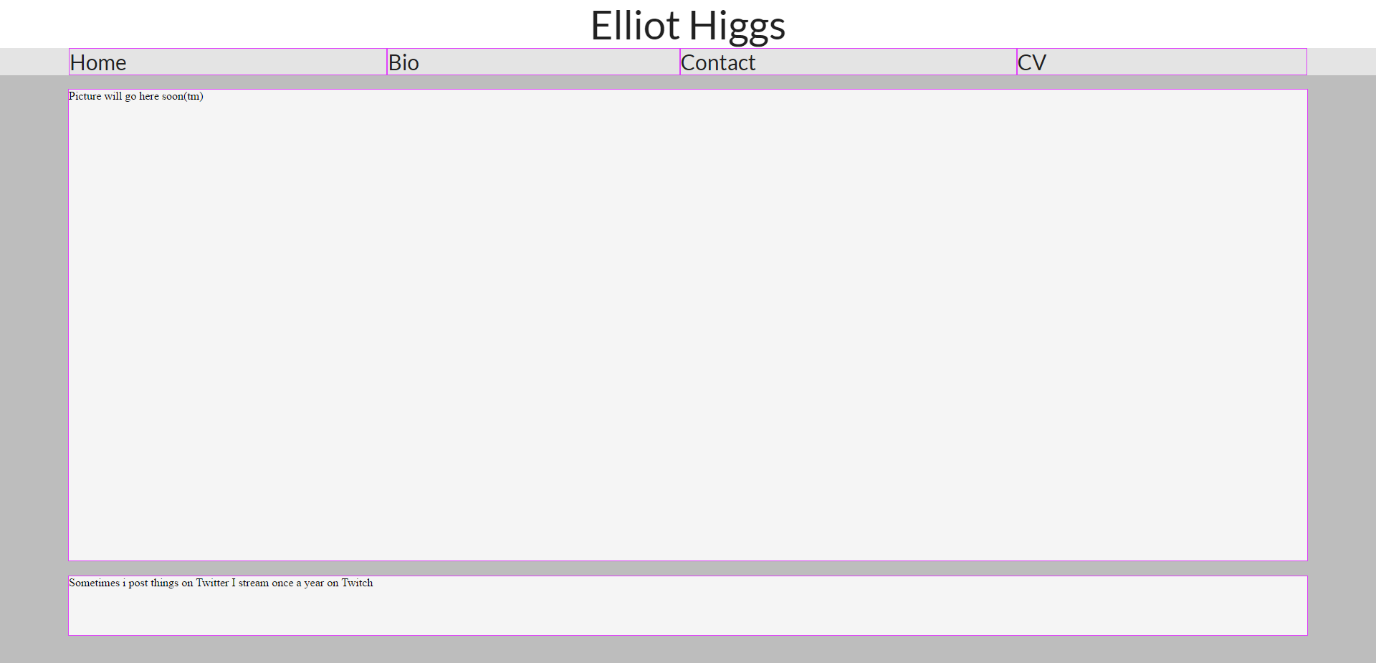 Elliot Higgs
Home Bio Contact CV
Picture will go here soon(tm)
Sometimes i post things on Twitter I stream once a year on Twitch